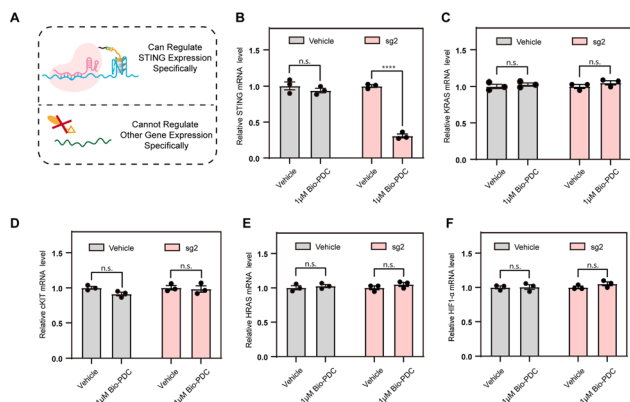 A
Can Regulate
STING Expression
Specifically
Cannot Regulate
Other Gene Expression
Specifically
B
Vehicle
sg2
Relative STING mRNA level
1.5
1.0
0.5
0.0
n.s.
****
Vehicle
1μM Bio-PDC
Vehicle
1μM Bio-PDC
C
Vehicle
sg2
Relative KRAS mRNA level
1.5
1.0
0.5
0.0
n.s.
n.s.
Vehicle
1μM Bio-PDC
Vehicle
1μM Bio-PDC
D
Vehicle
sg2
Relative cKIT mRNA level
1.5
1.0
0.5
0.0
n.s.
n.s.
Vehicle
1μM Bio-PDC
Vehicle
1μM Bio-PDC
E
Vehicle
sg2
Relative HRAS mRNA level
1.5
1.0
0.5
0.0
n.s.
n.s.
Vehicle
1μM Bio-PDC
Vehicle
1μM Bio-PDC
F
Vehicle
sg2
Relative HIF1-α mRNA level
1.5
1.0
0.5
0.0
n.s.
n.s.
Vehicle
1μM Bio-PDC
Vehicle
1μM Bio-PDC